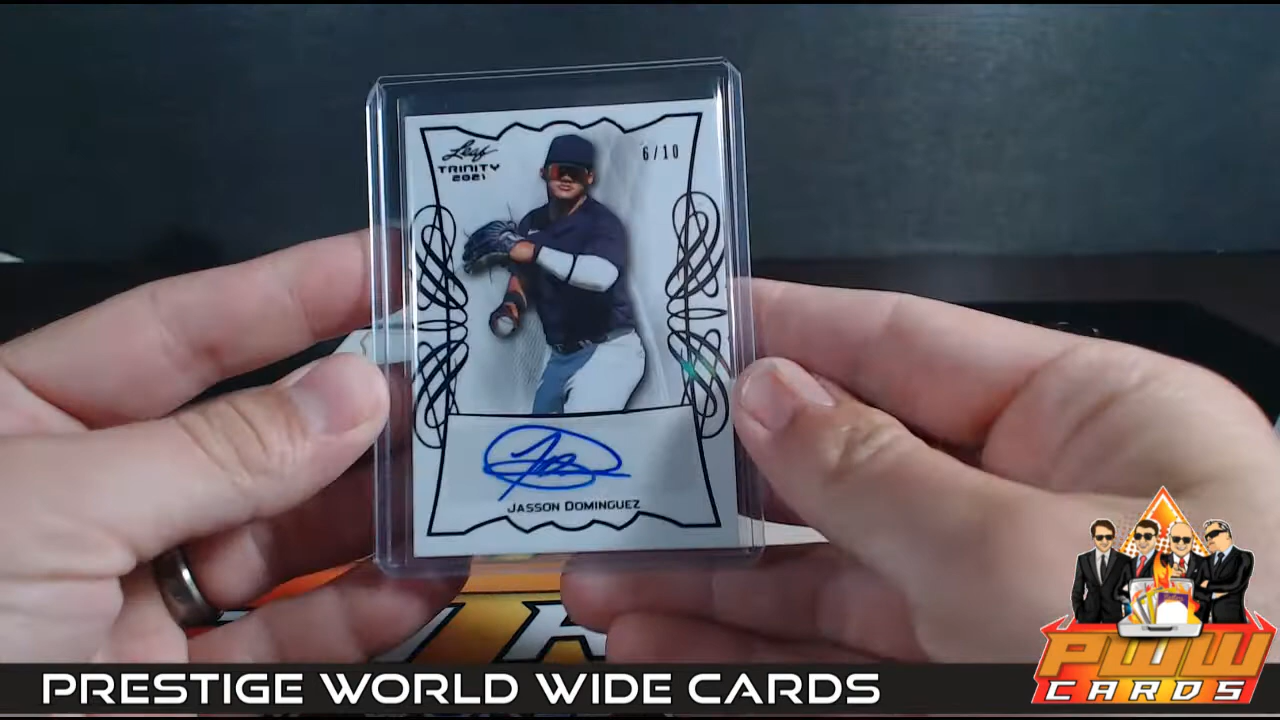 Leaf
TRINITY
2021
6/10
JASSON DOMINGUEZ
PRESTIGE WORLD WIDE CARDS
PWW
CARDS